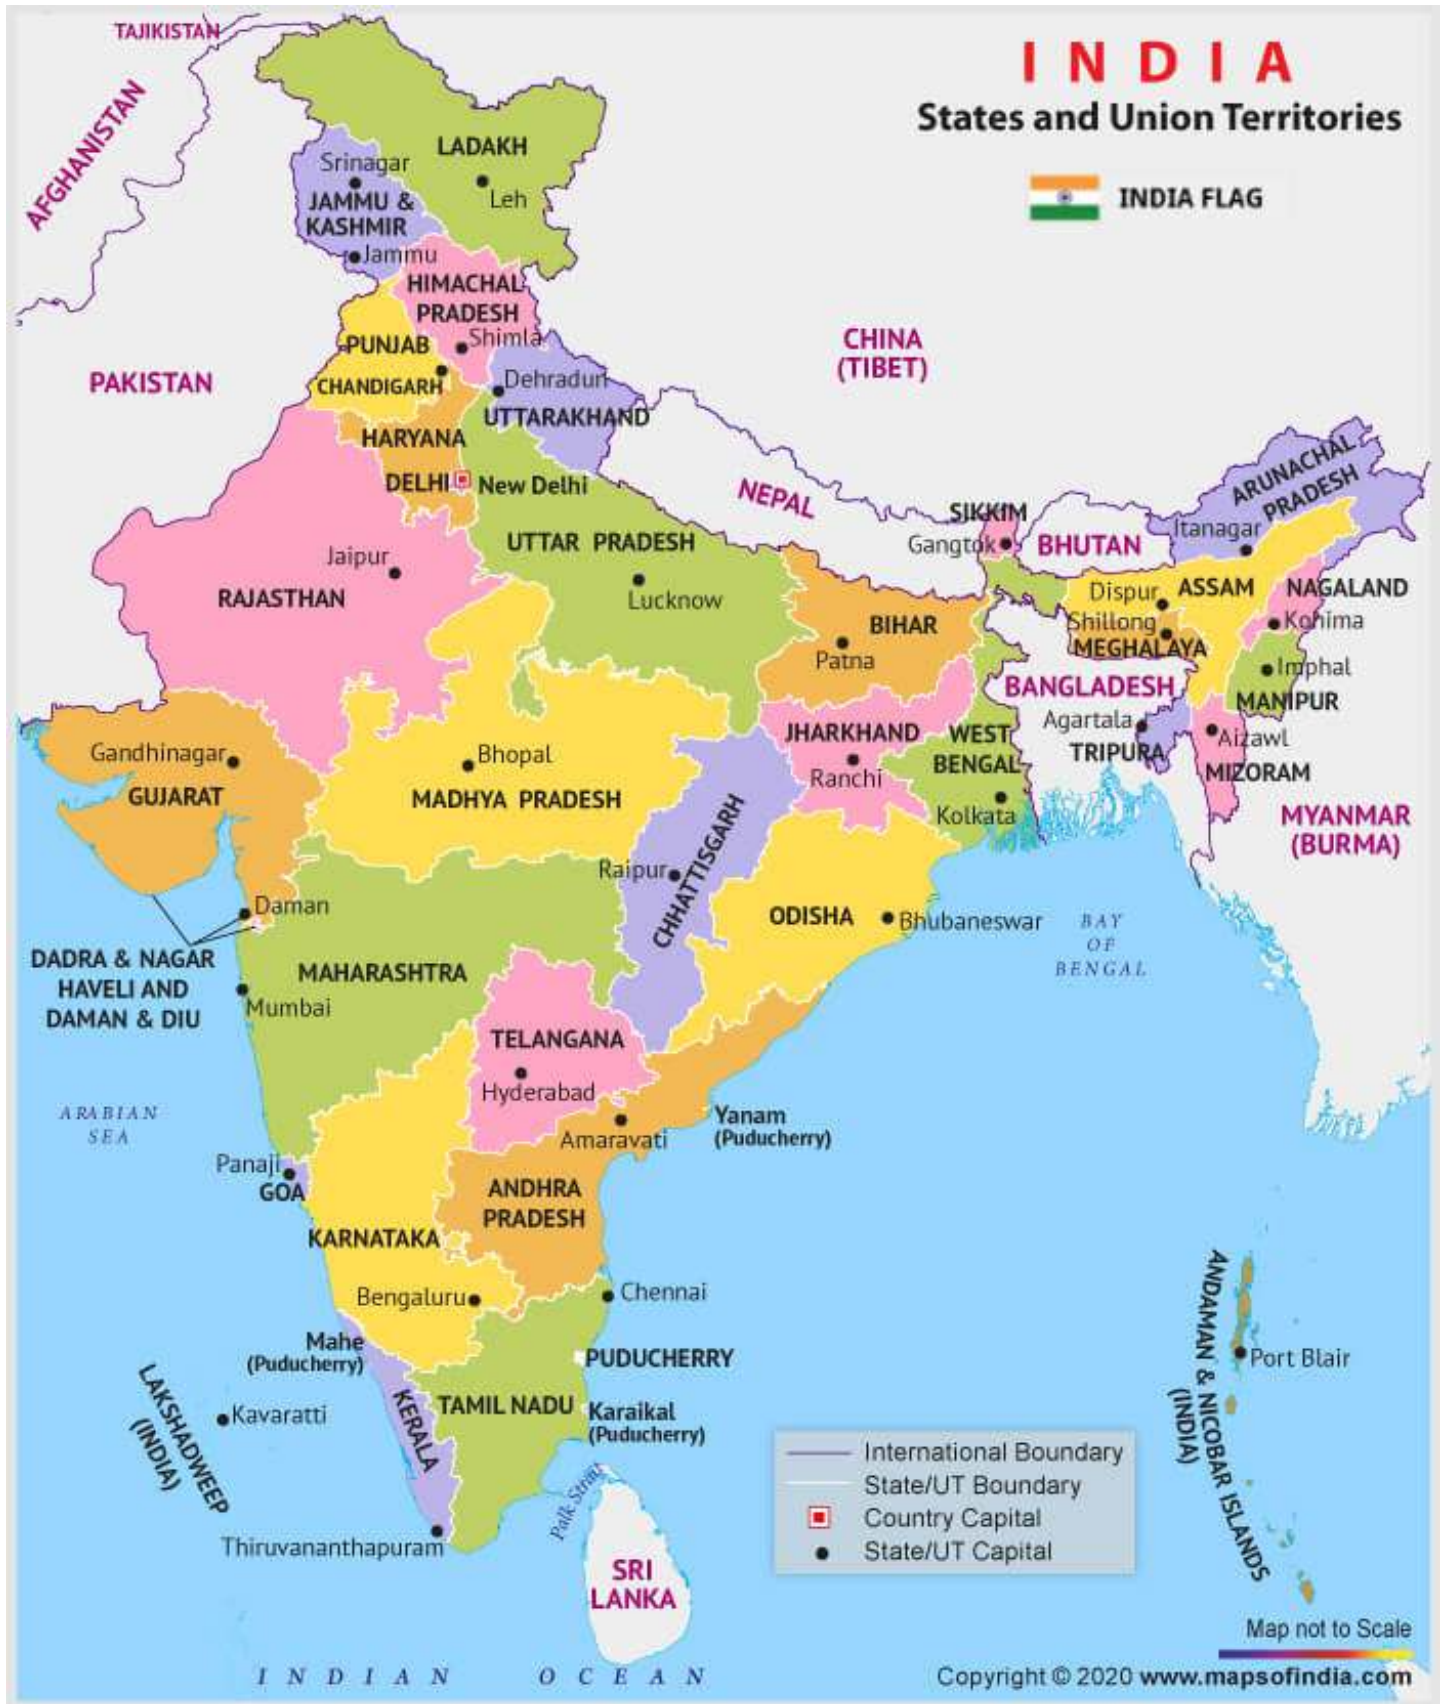 INDIA
States and Union Territories
INDIA FLAG
TAJIKISTAN
AFGHANISTAN
PAKISTAN
CHINA
(TIBET)
NEPAL
BHUTAN
BANGLADESH
MYANMAR
(BURMA)
SRI
LANKA
LADAKH
Leh
Srinagar
JAMMU &
KASHMIR
Jammu
HIMACHAL
PRADESH
Shimla
PUNJAB
CHANDIGARH
Dehradun
UTTARAKHAND
HARYANA
DELHI
New Delhi
UTTAR PRADESH
Lucknow
Jaipur
RAJASTHAN
BIHAR
Patna
SIKKIM
Gangtok
ARUNACHAL
PRADESH
Itanagar
Dispur
ASSAM
NAGALAND
Kohima
Shillong
MEGHALAYA
Imphal
MANIPUR
Agartala
TRIPURA
Aizawl
MIZORAM
Gandhinagar
GUJARAT
Bhopal
MADHYA PRADESH
JHARKHAND
Ranchi
WEST
BENGAL
Kolkata
CHHATTISGARH
Raipur
ODISHA
Bhubaneswar
BAY
OF
BENGAL
Daman
DADRA & NAGAR
HAVELI AND
DAMAN & DIU
MAHARASHTRA
Mumbai
TELANGANA
Hyderabad
ARABIAN
SEA
Amaravati
Yanam
(Puducherry)
Panaji
GOA
ANDHRA
PRADESH
KARNATAKA
Bengaluru
Chennai
Mahe
(Puducherry)
PUDUCHERRY
KERALA
TAMIL NADU
Karaikal
(Puducherry)
LAKSHADWEEP
(INDIA)
Kavaratti
Thiruvananthapuram
Palk Strait
ANDAMAN & NICOBAR ISLANDS
(INDIA)
Port Blair
International Boundary
State/UT Boundary
Country Capital
State/UT Capital
INDIAN OCEAN
Map not to Scale
Copyright © 2020 www.mapsofindia.com